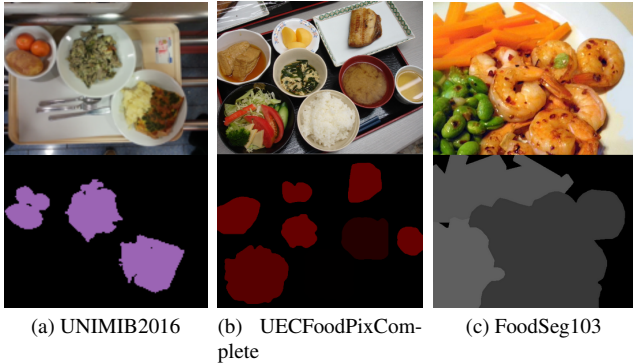 (a) UNIMIB2016
(b) UECFoodPixCom-
plete
(c) FoodSeg103